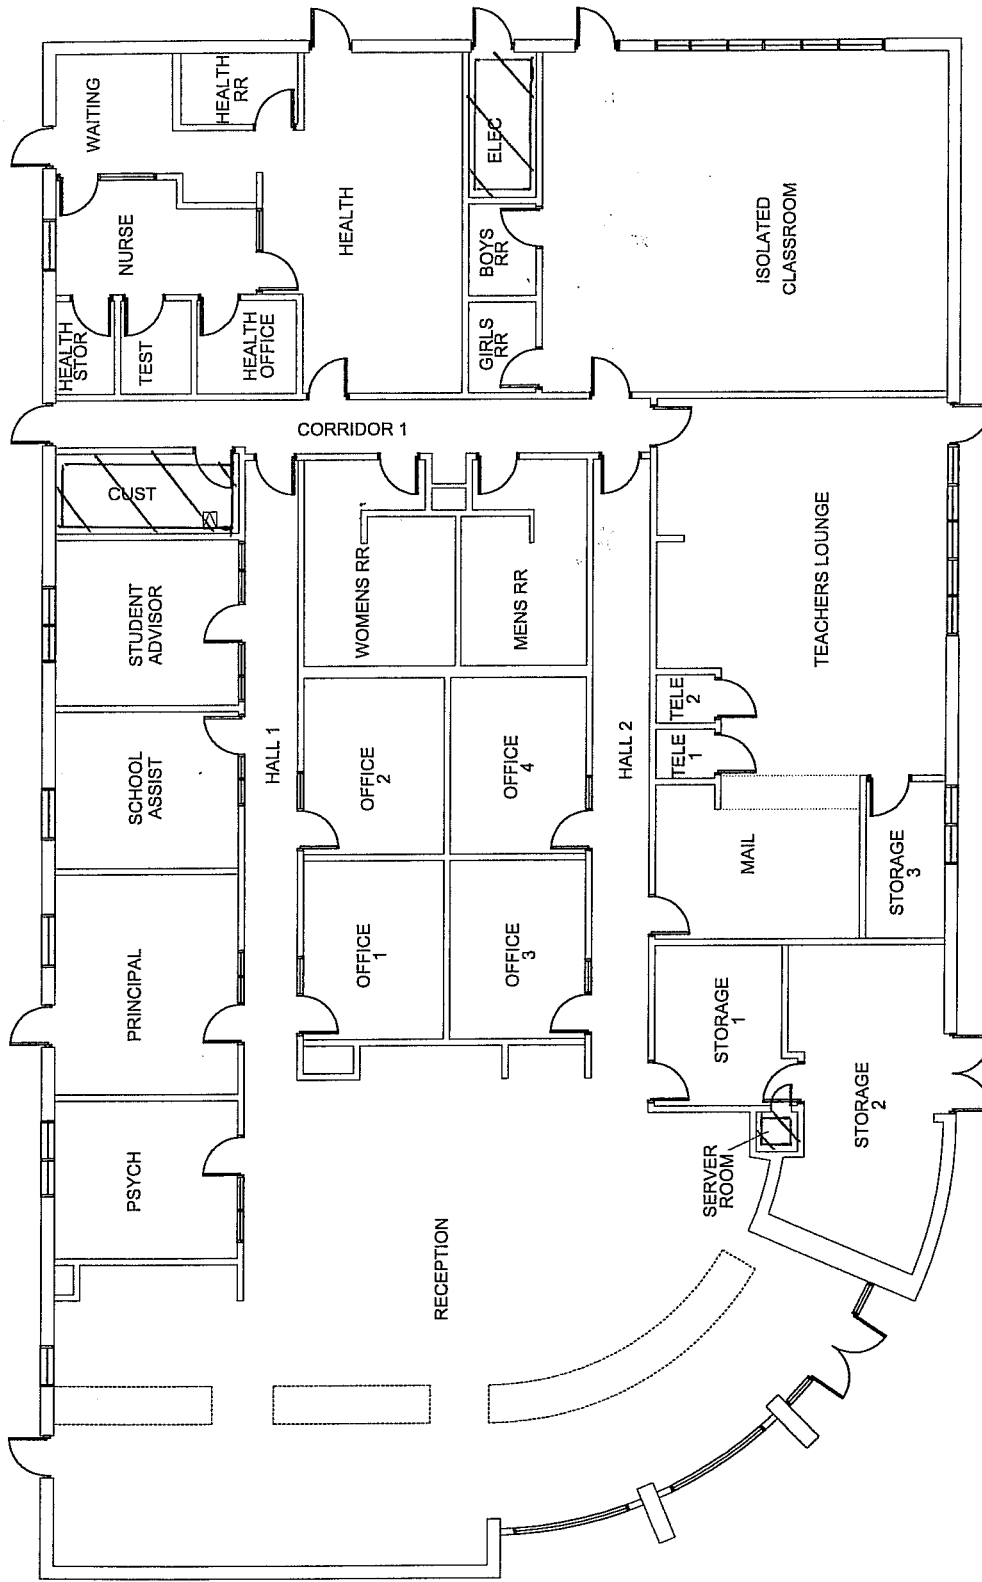 WAITING
HEALTH
RR
NURSE
HEALTH
STOR
TEST
HEALTH
OFFICE
HEALTH
ELEC
BOYS
RR
GIRLS
RR
ISOLATED
CLASSROOM
CORRIDOR 1
CUST
STUDENT
ADVISOR
SCHOOL
ASSIST
PRINCIPAL
PSYCH
HALL 1
WOMENS RR
MENS RR
OFFICE
2
OFFICE
4
OFFICE
1
OFFICE
3
HALL 2
TELE
2
TELE
1
TEACHERS LOUNGE
MAIL
STORAGE
3
STORAGE
1
STORAGE
2
SERVER
ROOM
RECEPTION